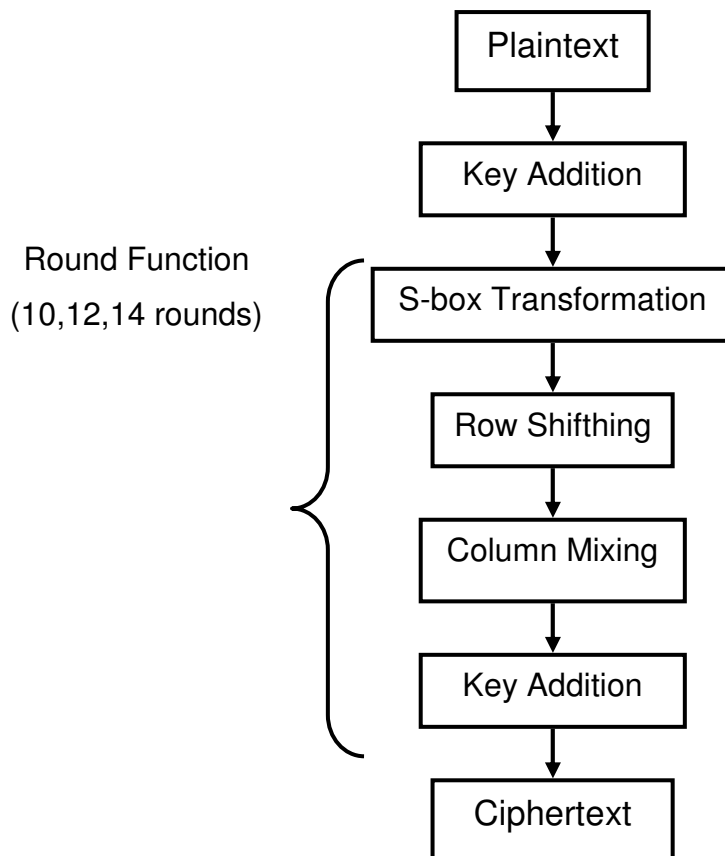 Plaintext
Key Addition
Round Function
(10,12,14 rounds)
S-box Transformation
Row Shifthing
Column Mixing
Key Addition
Ciphertext